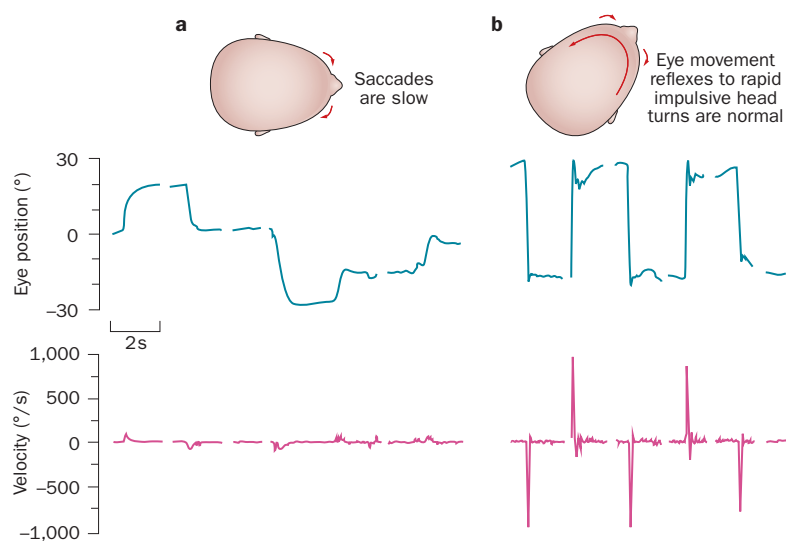 a
Saccades
are slow
b
Eye movement
reflexes to rapid
impulsive head
turns are normal
Eye position (°)
30
0
–30
2s
Velocity (°/s)
1,000
500
0
–500
–1,000